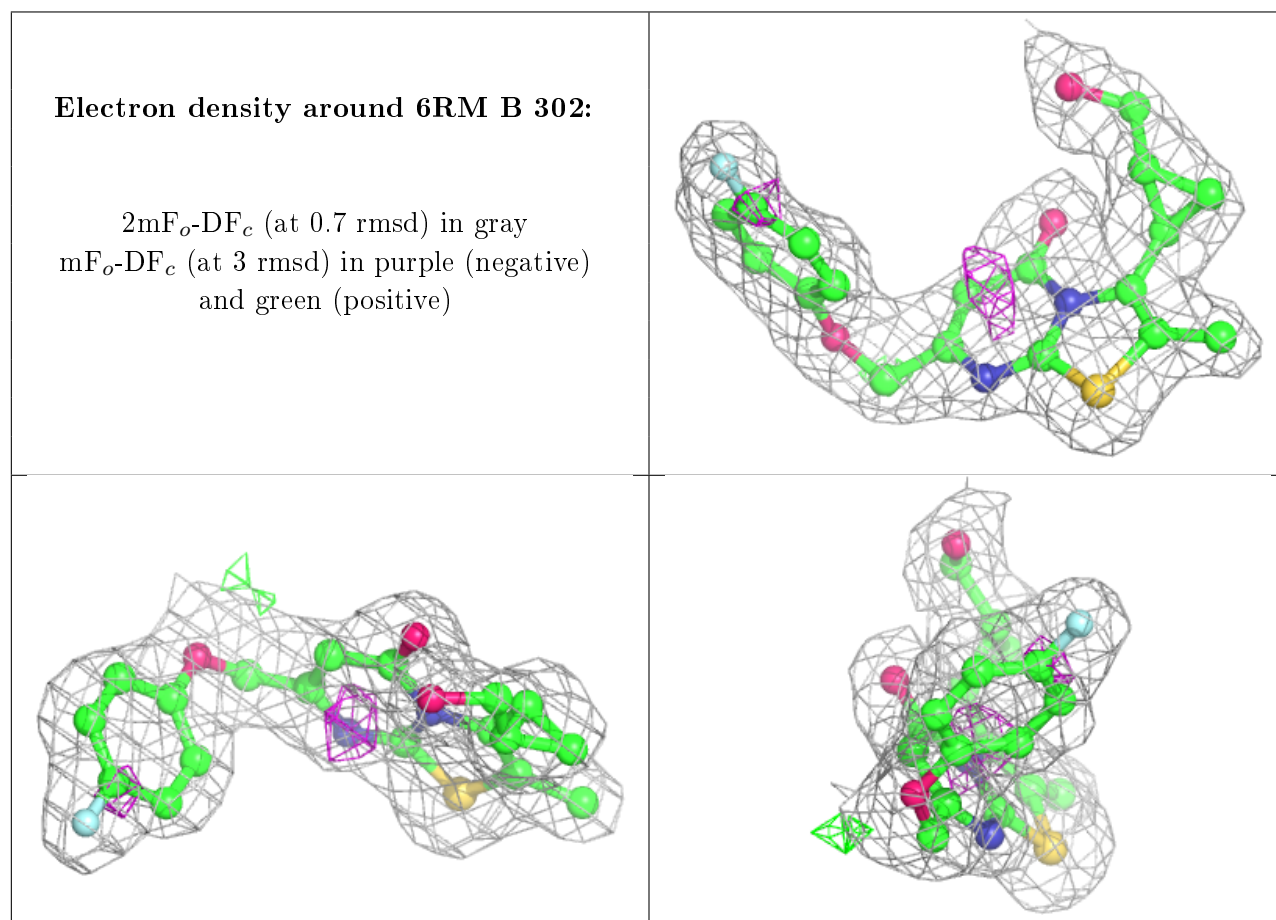 Electron density around 6RM B 302:
2mFo-DFc (at 0.7 rmsd) in gray
mFo-DFc (at 3 rmsd) in purple (negative)
and green (positive)